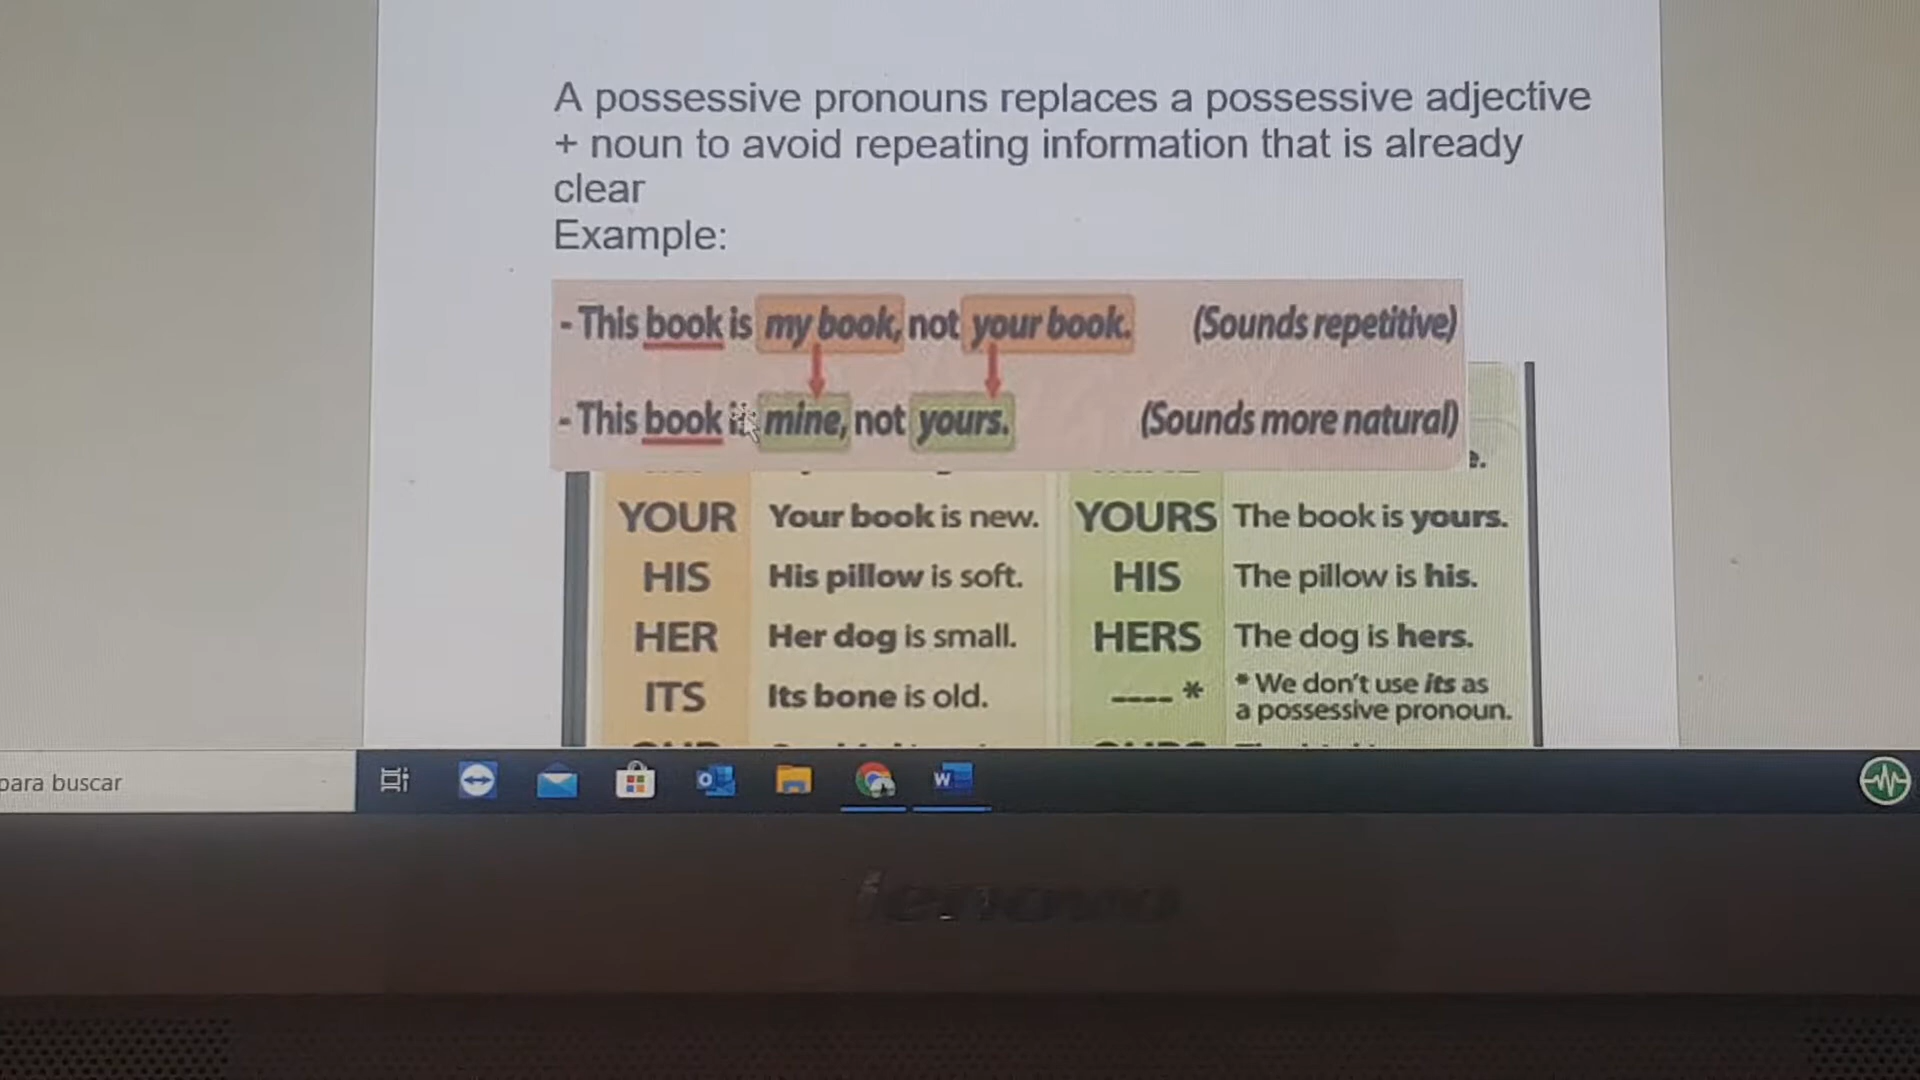 A possessive pronouns replaces a possessive adjective
+ noun to avoid repeating information that is already
clear
Example:
- This book is my book, not your book. (Sounds repetitive)
- This book is mine, not yours. (Sounds more natural)
YOUR Your book is new. YOURS The book is yours.
HIS His pillow is soft. HIS The pillow is his.
HER Her dog is small. HERS The dog is hers.
ITS Its bone is old. ---- * * We don't use its as
a possessive pronoun.
para buscar
lenovo